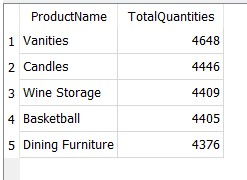 ProductName TotalQuantities
1 Vanities 4648
2 Candles 4446
3 Wine Storage 4409
4 Basketball 4405
5 Dining Furniture 4376